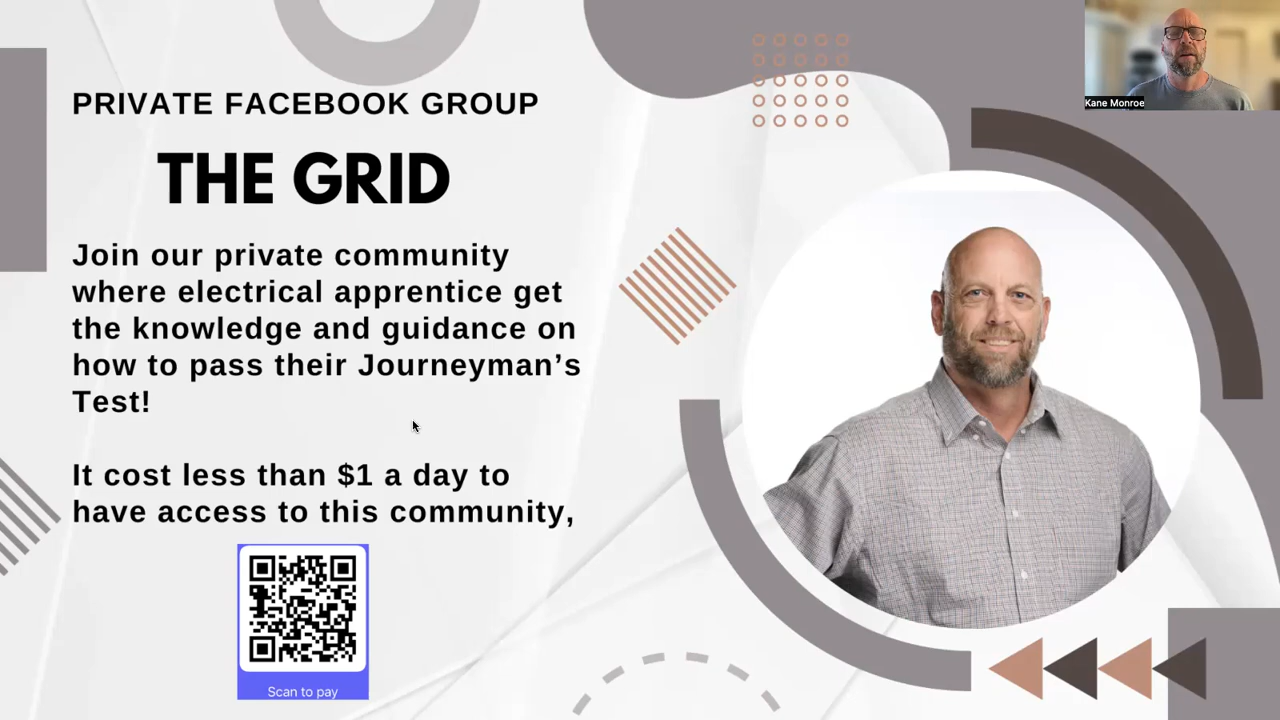 PRIVATE FACEBOOK GROUP
THE GRID
Join our private community
where electrical apprentice get
the knowledge and guidance on
how to pass their Journeyman’s
Test!
It cost less than $1 a day to
have access to this community,
Scan to pay
Kane Monroe